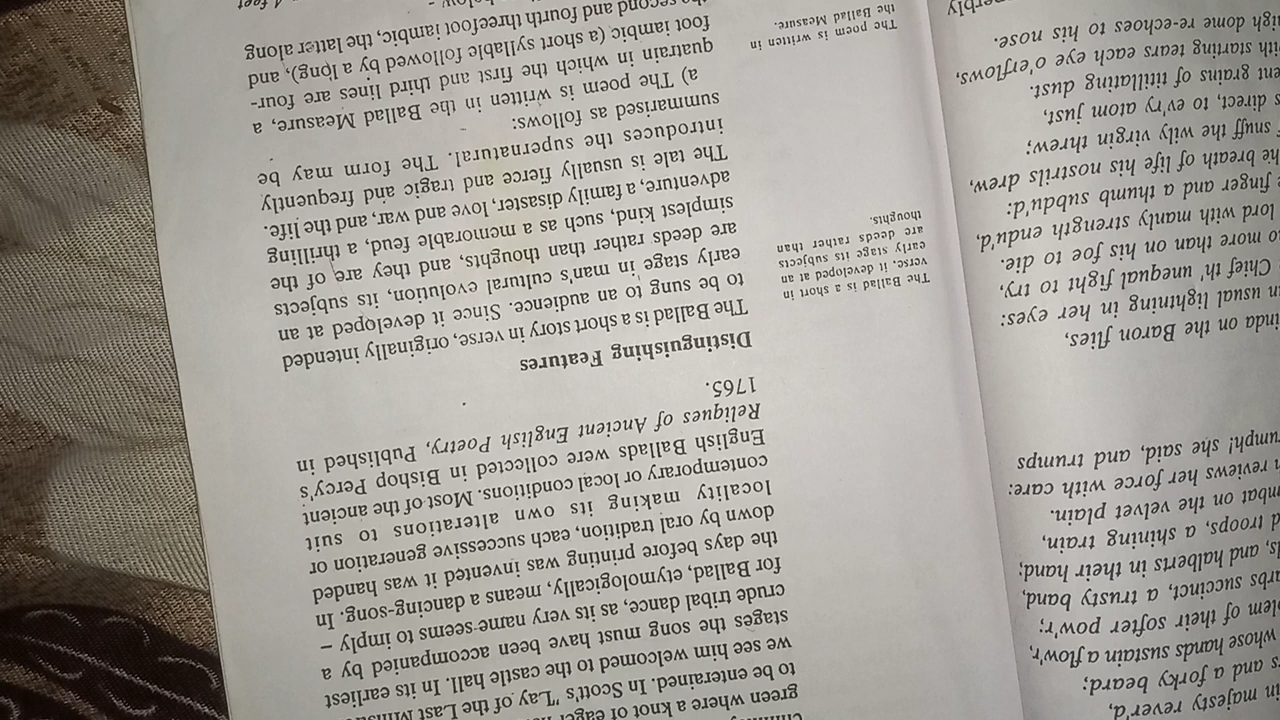 in majesty rever'd,
and a forky beard;
whose hands sustain a flow'r,
of their softer pow'r;
succinct, a trusty band,
and halberts in their hand;
troops, a shining train,
on the velvet plain.
reviews her force with care:
she said, and trumps
on the Baron flies,
usual lightning in her eyes:
Chief th' unequal fight to try,
more than on his foe to die.
lord with manly strength endu'd,
finger and a thumb subdu'd:
breath of life his nostrils drew,
snuff the wily virgin threw;
direct, to ev'ry atom just,
grains of titillating dust.
starting tears each eye o'erflows,
dome re-echoes to his nose.
green where a knot of
to be entertained. In Scott's "Lay of the Last
we see him welcomed to the castle hall. In its earliest
stages the song must have been accompanied by a
crude tribal dance, as its very name seems to imply –
for Ballad, etymologically, means a dancing-song. In
the days before printing was invented it was handed
down by oral tradition, each successive generation or
locality making its own alterations to suit
contemporary or local conditions. Most of the ancient
English Ballads were collected in Bishop Percy's
Reliques of Ancient English Poetry, Published in
1765.
Distinguishing Features
The Ballad is a short in
verse, it developed at an
early stage its subjects
are deeds rather than
thoughts.
The Ballad is a short story in verse, originally intended
to be sung to an audience. Since it developed at an
early stage in man's cultural evolution, its subjects
are deeds rather than thoughts, and they are of the
simplest kind, such as a memorable feud, a thrilling
adventure, a family disaster, love and war, and the life.
The tale is usually fierce and tragic and frequently
introduces the supernatural. The form may be
summarised as follows:
The poem is written in
the Ballad Measure.
a) The poem is written in the Ballad Measure, a
quatrain in which the first and third lines are four-
foot iambic (a short syllable followed by a long), and
second and fourth three foot iambic, the latter along